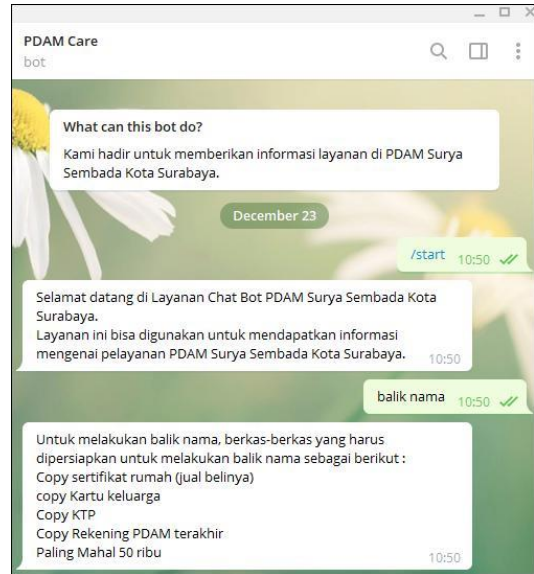 PDAM Care
bot
What can this bot do?
Kami hadir untuk memberikan informasi layanan di PDAM Surya
Sembada Kota Surabaya.
December 23
/start 10:50
Selamat datang di Layanan Chat Bot PDAM Surya Sembada Kota
Surabaya.
Layanan ini bisa digunakan untuk mendapatkan informasi
mengenai pelayanan PDAM Surya Sembada Kota Surabaya. 10:50
balik nama 10:50
Untuk melakukan balik nama, berkas-berkas yang harus
dipersiapkan untuk melakukan balik nama sebagai berikut :
Copy sertifikat rumah (jual belinya)
copy Kartu keluarga
Copy KTP
Copy Rekening PDAM terakhir
Paling Mahal 50 ribu 10:50